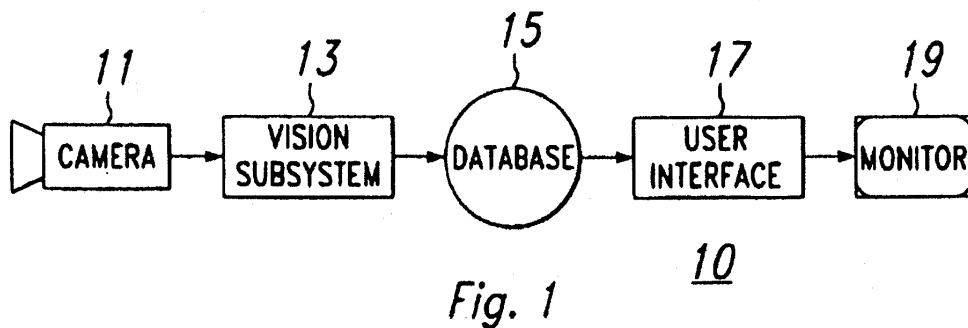 11
13
15
17
19
CAMERA
VISION
SUBSYSTEM
DATABASE
USER
INTERFACE
MONITOR
10
Fig. 1